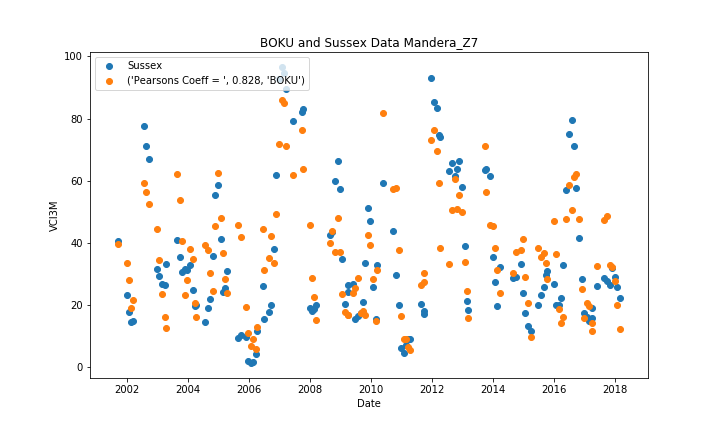 BOKU and Sussex Data Mandera_Z7
Sussex
('Pearsons Coeff = ', 0.828, 'BOKU')
VCI3M
100
80
60
40
20
0
2002 2004 2006 2008 2010 2012 2014 2016 2018
Date